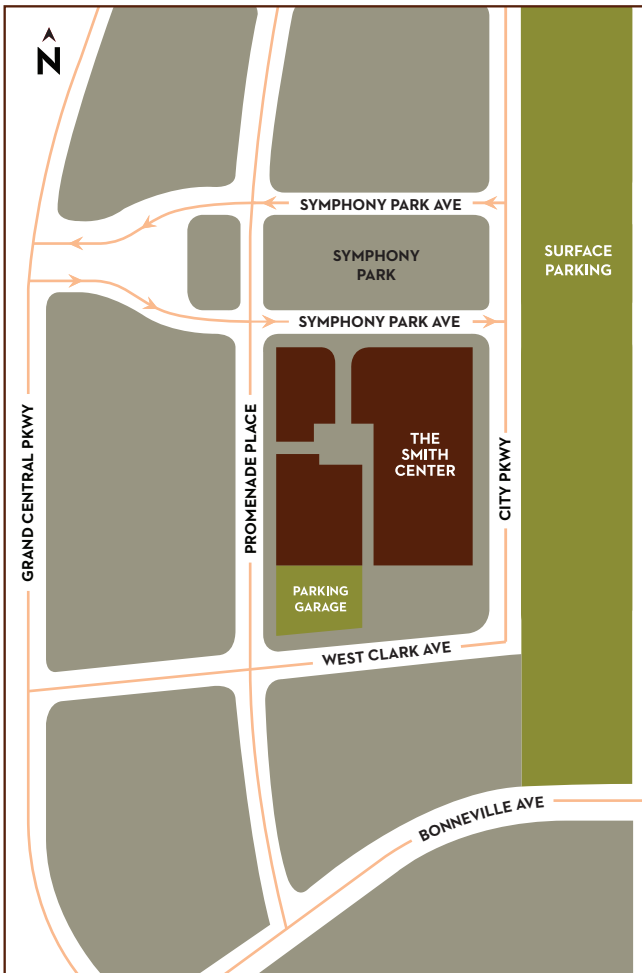 N
SYMPHONY PARK AVE
SYMPHONY
PARK
SURFACE
PARKING
SYMPHONY PARK AVE
GRAND CENTRAL PKWY
PROMENADE PLACE
THE
SMITH
CENTER
CITY PKWY
PARKING
GARAGE
WEST CLARK AVE
BONNEVILLE AVE